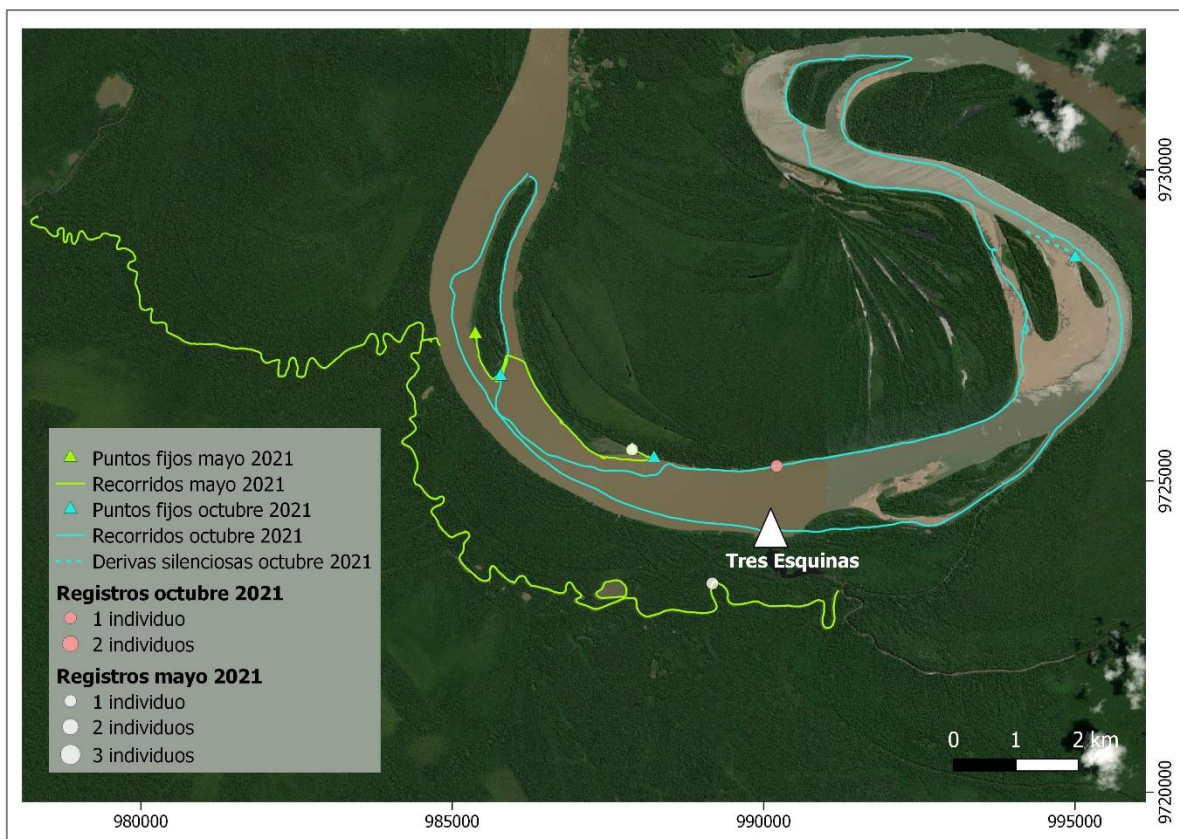 Puntos fijos mayo 2021
Recorridos mayo 2021
Puntos fijos octubre 2021
Recorridos octubre 2021
Derivas silenciosas octubre 2021
Registros octubre 2021
1 individuo
2 individuos
Registros mayo 2021
1 individuo
2 individuos
3 individuos
Tres Esquinas
0 1 2 km
9730000
9725000
9720000
980000 985000 990000 995000